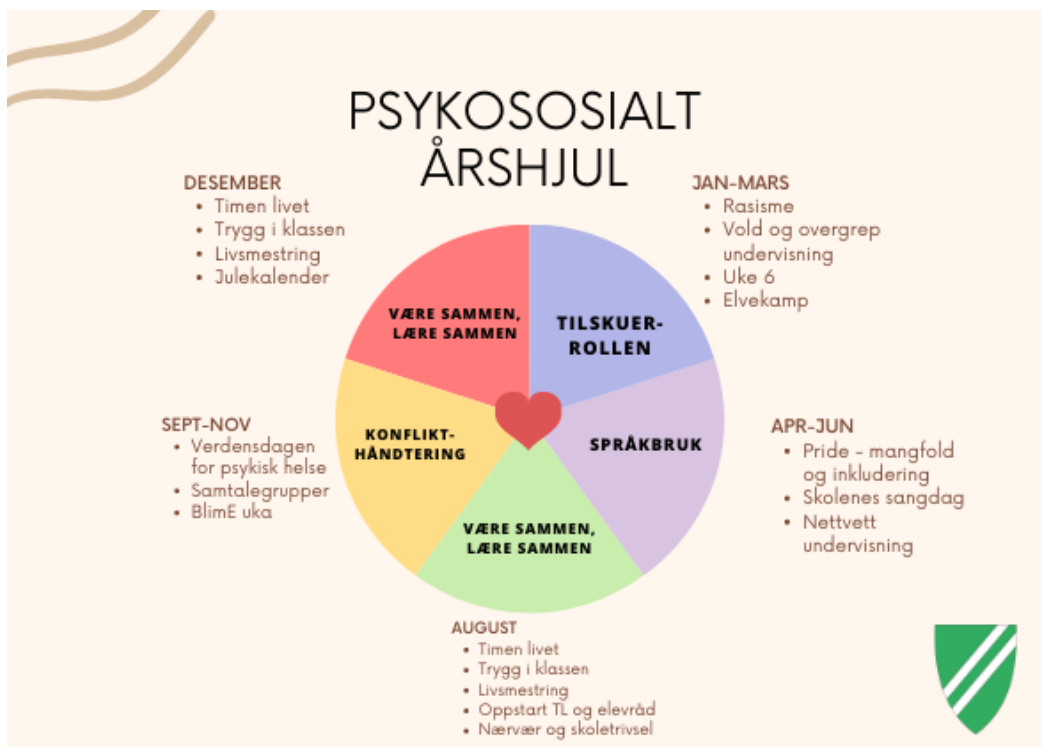 PSYKOSOSIALT
ÅRSHJUL
DESEMBER
• Timen livet
• Trygg i klassen
• Livsmestring
• Julekalender
JAN-MARS
• Rasisme
• Vold og overgrep
undervisning
• Uke 6
• Elvekamp
VÆRE SAMMEN,
LÆRE SAMMEN
TILSKUER-
ROLLEN
SEPT-NOV
• Verdensdagen
for psykisk helse
• Samtalegrupper
• BlimE uka
KONFLIKT-
HÅNDTERING
SPRÅKBRUK
APR-JUN
• Pride - mangfold
og inkludering
• Skolenes sangdag
• Nettvett
undervisning
VÆRE SAMMEN,
LÆRE SAMMEN
AUGUST
• Timen livet
• Trygg i klassen
• Livsmestring
• Oppstart TL og elevråd
• Nærvær og skoletrivsel